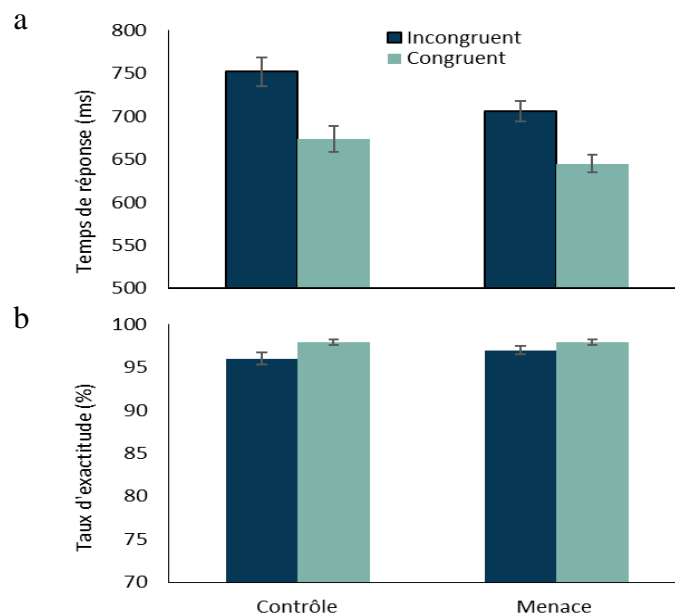 a
800
750
700
650
600
550
500
Temps de réponse (ms)
Incongruent
Congruent
b
100
95
90
85
80
75
70
Taux d'exactitude (%)
Contrôle
Menace